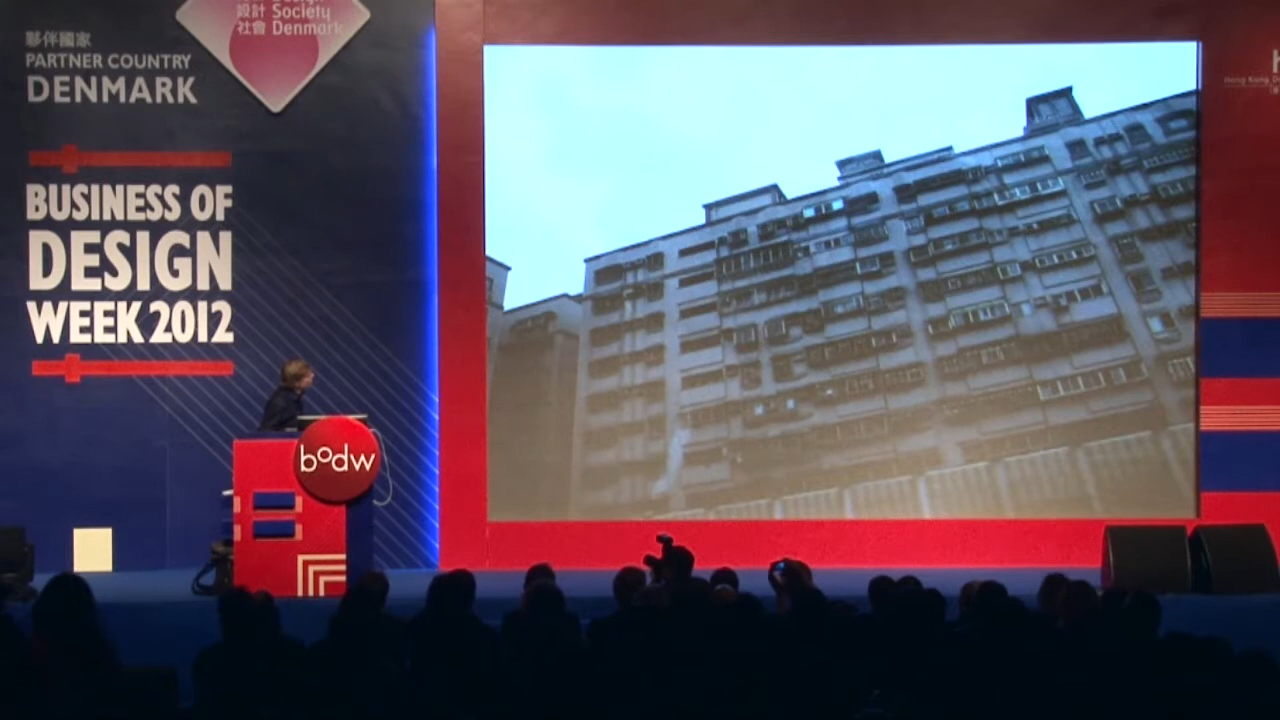 設計 Society
社會 Denmark
夥伴國家
PARTNER COUNTRY
DENMARK
BUSINESS OF
DESIGN
WEEK 2012
bodw